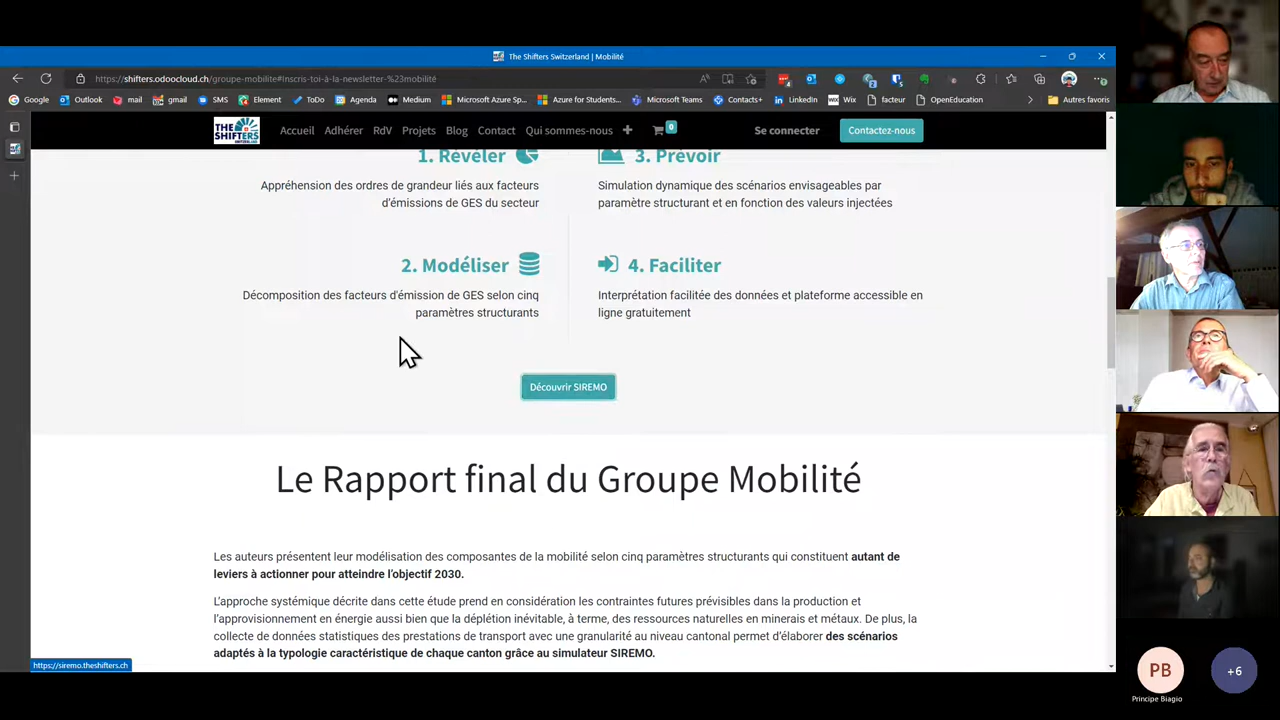 The Shifters Switzerland | Mobilité
https://shifters.odoocloud.ch/groupe-mobilite#inscris-toi-à-la-newsletter-%23mobilité
Google Outlook mail gmail SMS Element ToDo Agenda Medium Microsoft Azure Sp... Azure for Students... Microsoft Teams Contacts+ LinkedIn Wix facteur OpenEducation Autres favoris
THE SHIFTERS
Accueil Adhérer RdV Projets Blog Contact Qui sommes-nous 0 Se connecter Contactez-nous
1. Révéler
Appréhension des ordres de grandeur liés aux facteurs
d'émissions de GES du secteur
3. Prévoir
Simulation dynamique des scénarios envisageables par
paramètre structurant et en fonction des valeurs injectées
2. Modéliser
Décomposition des facteurs d'émission de GES selon cinq
paramètres structurants
4. Faciliter
Interprétation facilitée des données et plateforme accessible en
ligne gratuitement
Découvrir SIREMO
Le Rapport final du Groupe Mobilité
Les auteurs présentent leur modélisation des composantes de la mobilité selon cinq paramètres structurants qui constituent autant de
leviers à actionner pour atteindre l'objectif 2030.
L'approche systémique décrite dans cette étude prend en considération les contraintes futures prévisibles dans la production et
l'approvisionnement en énergie aussi bien que la déplétion inévitable, à terme, des ressources naturelles en minerais et métaux. De plus, la
collecte de données statistiques des prestations de transport avec une granularité au niveau cantonal permet d'élaborer des scénarios
adaptés à la typologie caractéristique de chaque canton grâce au simulateur SIREMO.
https://siremo.theshifters.ch
PB
Principe Biagio
+6